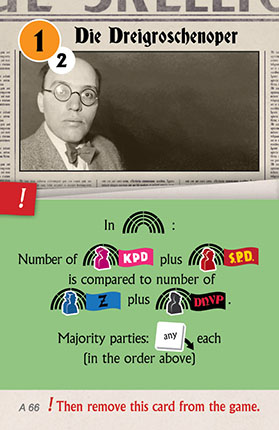 1
2
Die Dreigroschenoper
!
In :
Number of KPD plus S.P.D.
is compared to number of
Z plus DNVP.
Majority parties: any each
(in the order above)
A 66 ! Then remove this card from the game.